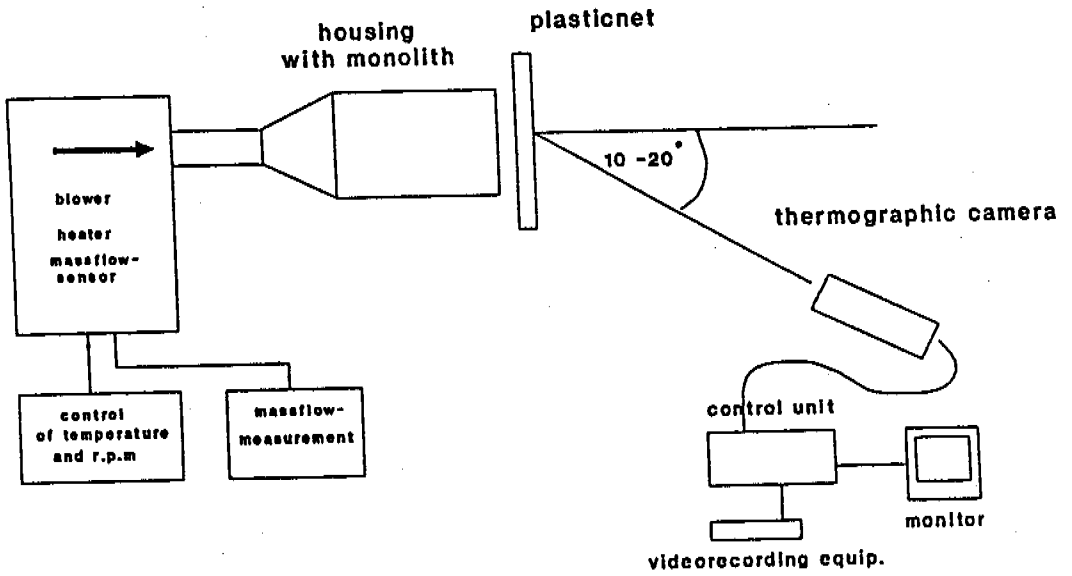 plasticnet
housing
with monolith
10 -20°
thermographic camera
blower
heater
massflow-
sensor
control
of temperature
and r.p.m
massflow-
measurement
control unit
monitor
videorecording equip.